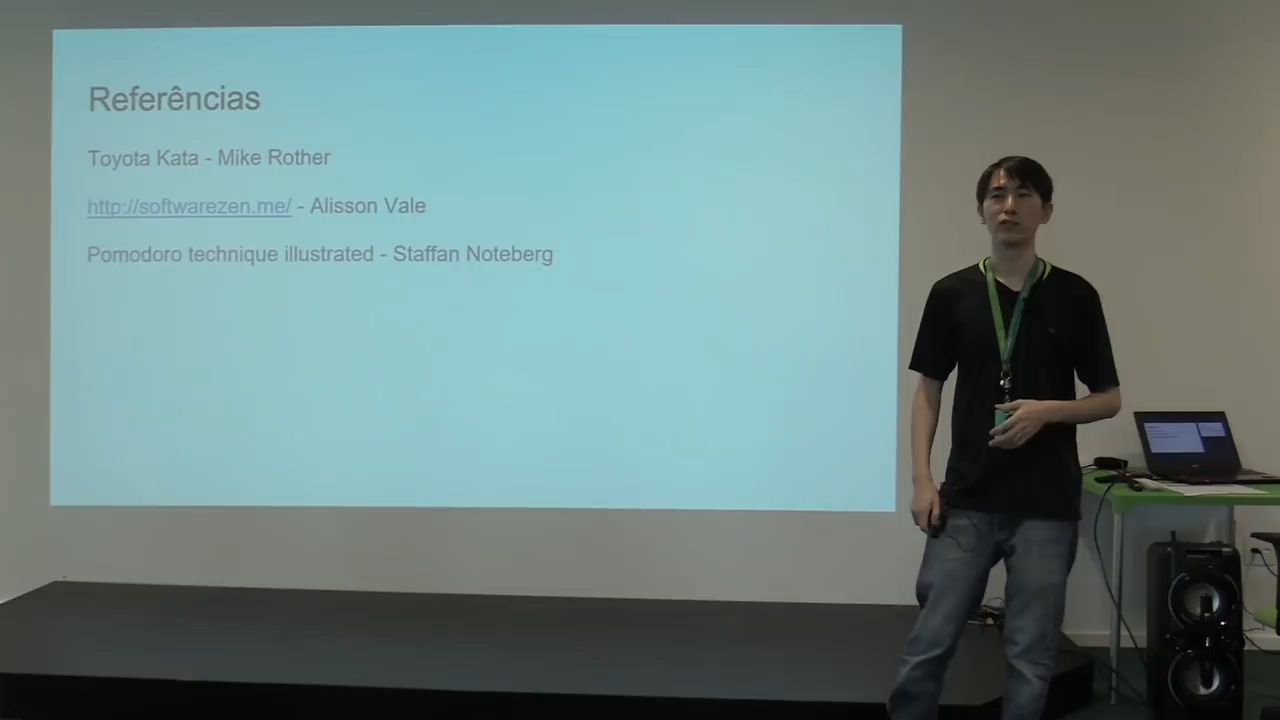 Referências
Toyota Kata - Mike Rother
http://softwarezen.me/ - Alisson Vale
Pomodoro technique illustrated - Staffan Noteberg